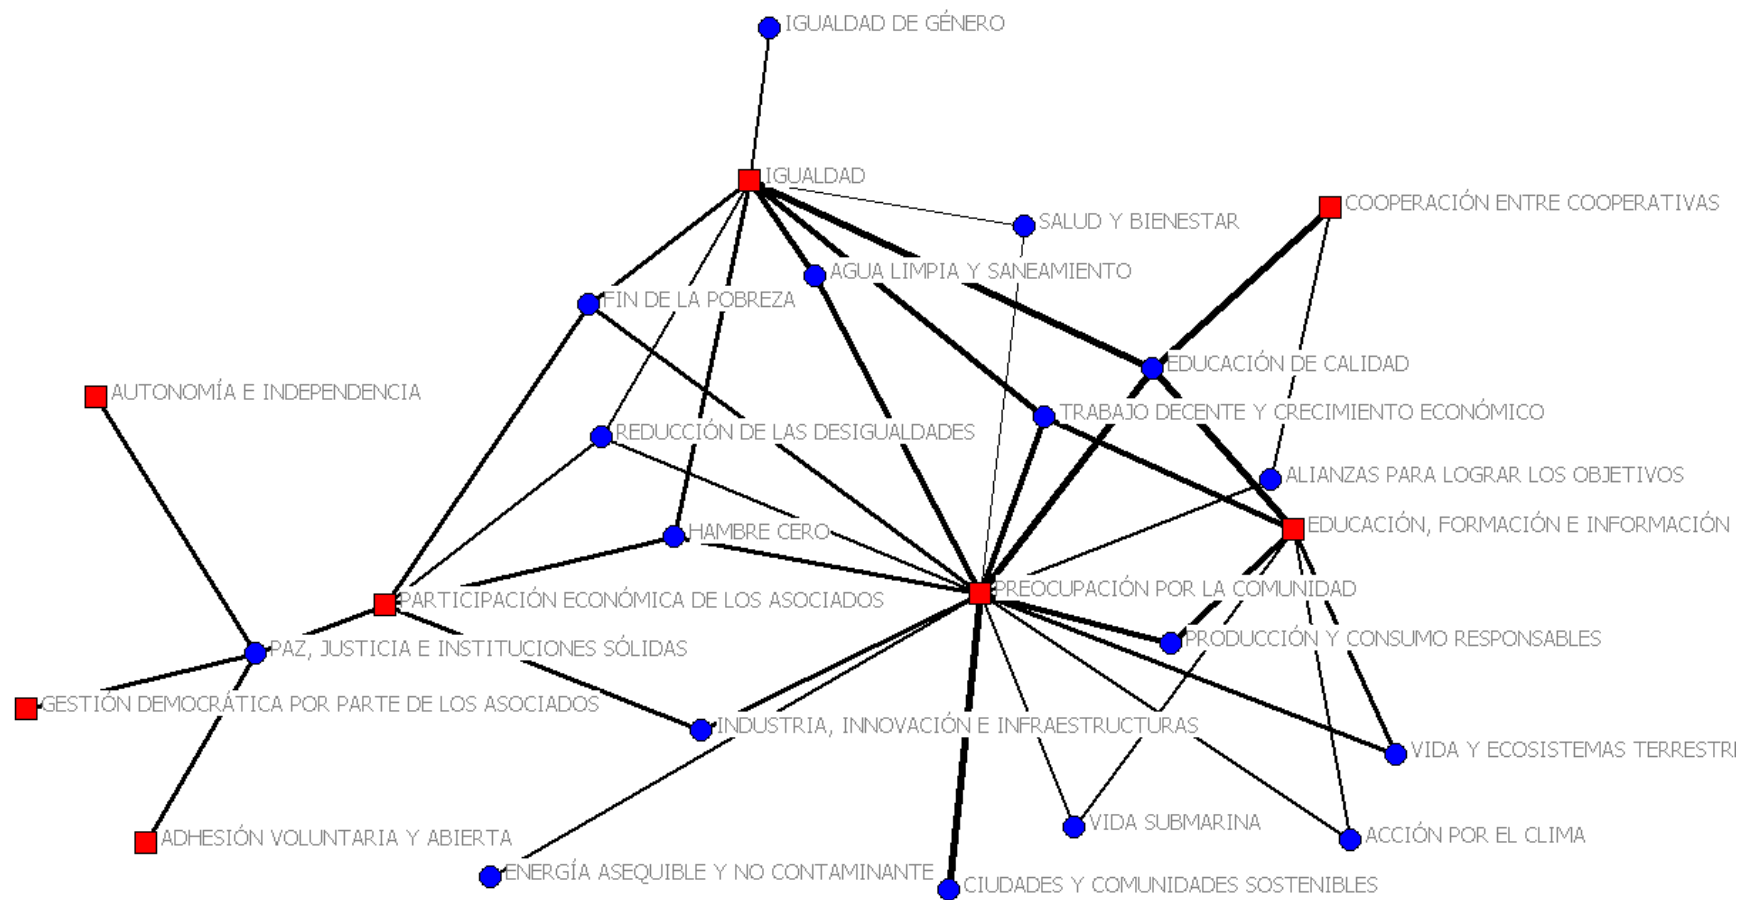 IGUALDAD DE GÉNERO
IGUALDAD
COOPERACIÓN ENTRE COOPERATIVAS
SALUD Y BIENESTAR
AGUA LIMPIA Y SANEAMIENTO
FIN DE LA POBREZA
EDUCACIÓN DE CALIDAD
AUTONOMÍA E INDEPENDENCIA
TRABAJO DECENTE Y CRECIMIENTO ECONÓMICO
REDUCCIÓN DE LAS DESIGUALDADES
ALIANZAS PARA LOGRAR LOS OBJETIVOS
EDUCACIÓN, FORMACIÓN E INFORMACIÓN
HAMBRE CERO
PREOCUPACIÓN POR LA COMUNIDAD
PARTICIPACIÓN ECONÓMICA DE LOS ASOCIADOS
PRODUCCIÓN Y CONSUMO RESPONSABLES
PAZ, JUSTICIA E INSTITUCIONES SÓLIDAS
GESTIÓN DEMOCRÁTICA POR PARTE DE LOS ASOCIADOS
INDUSTRIA, INNOVACIÓN E INFRAESTRUCTURAS
VIDA Y ECOSISTEMAS TERRESTRI
VIDA SUBMARINA
ACCIÓN POR EL CLIMA
ADHESIÓN VOLUNTARIA Y ABIERTA
ENERGÍA ASEQUIBLE Y NO CONTAMINANTE
CIUDADES Y COMUNIDADES SOSTENIBLES